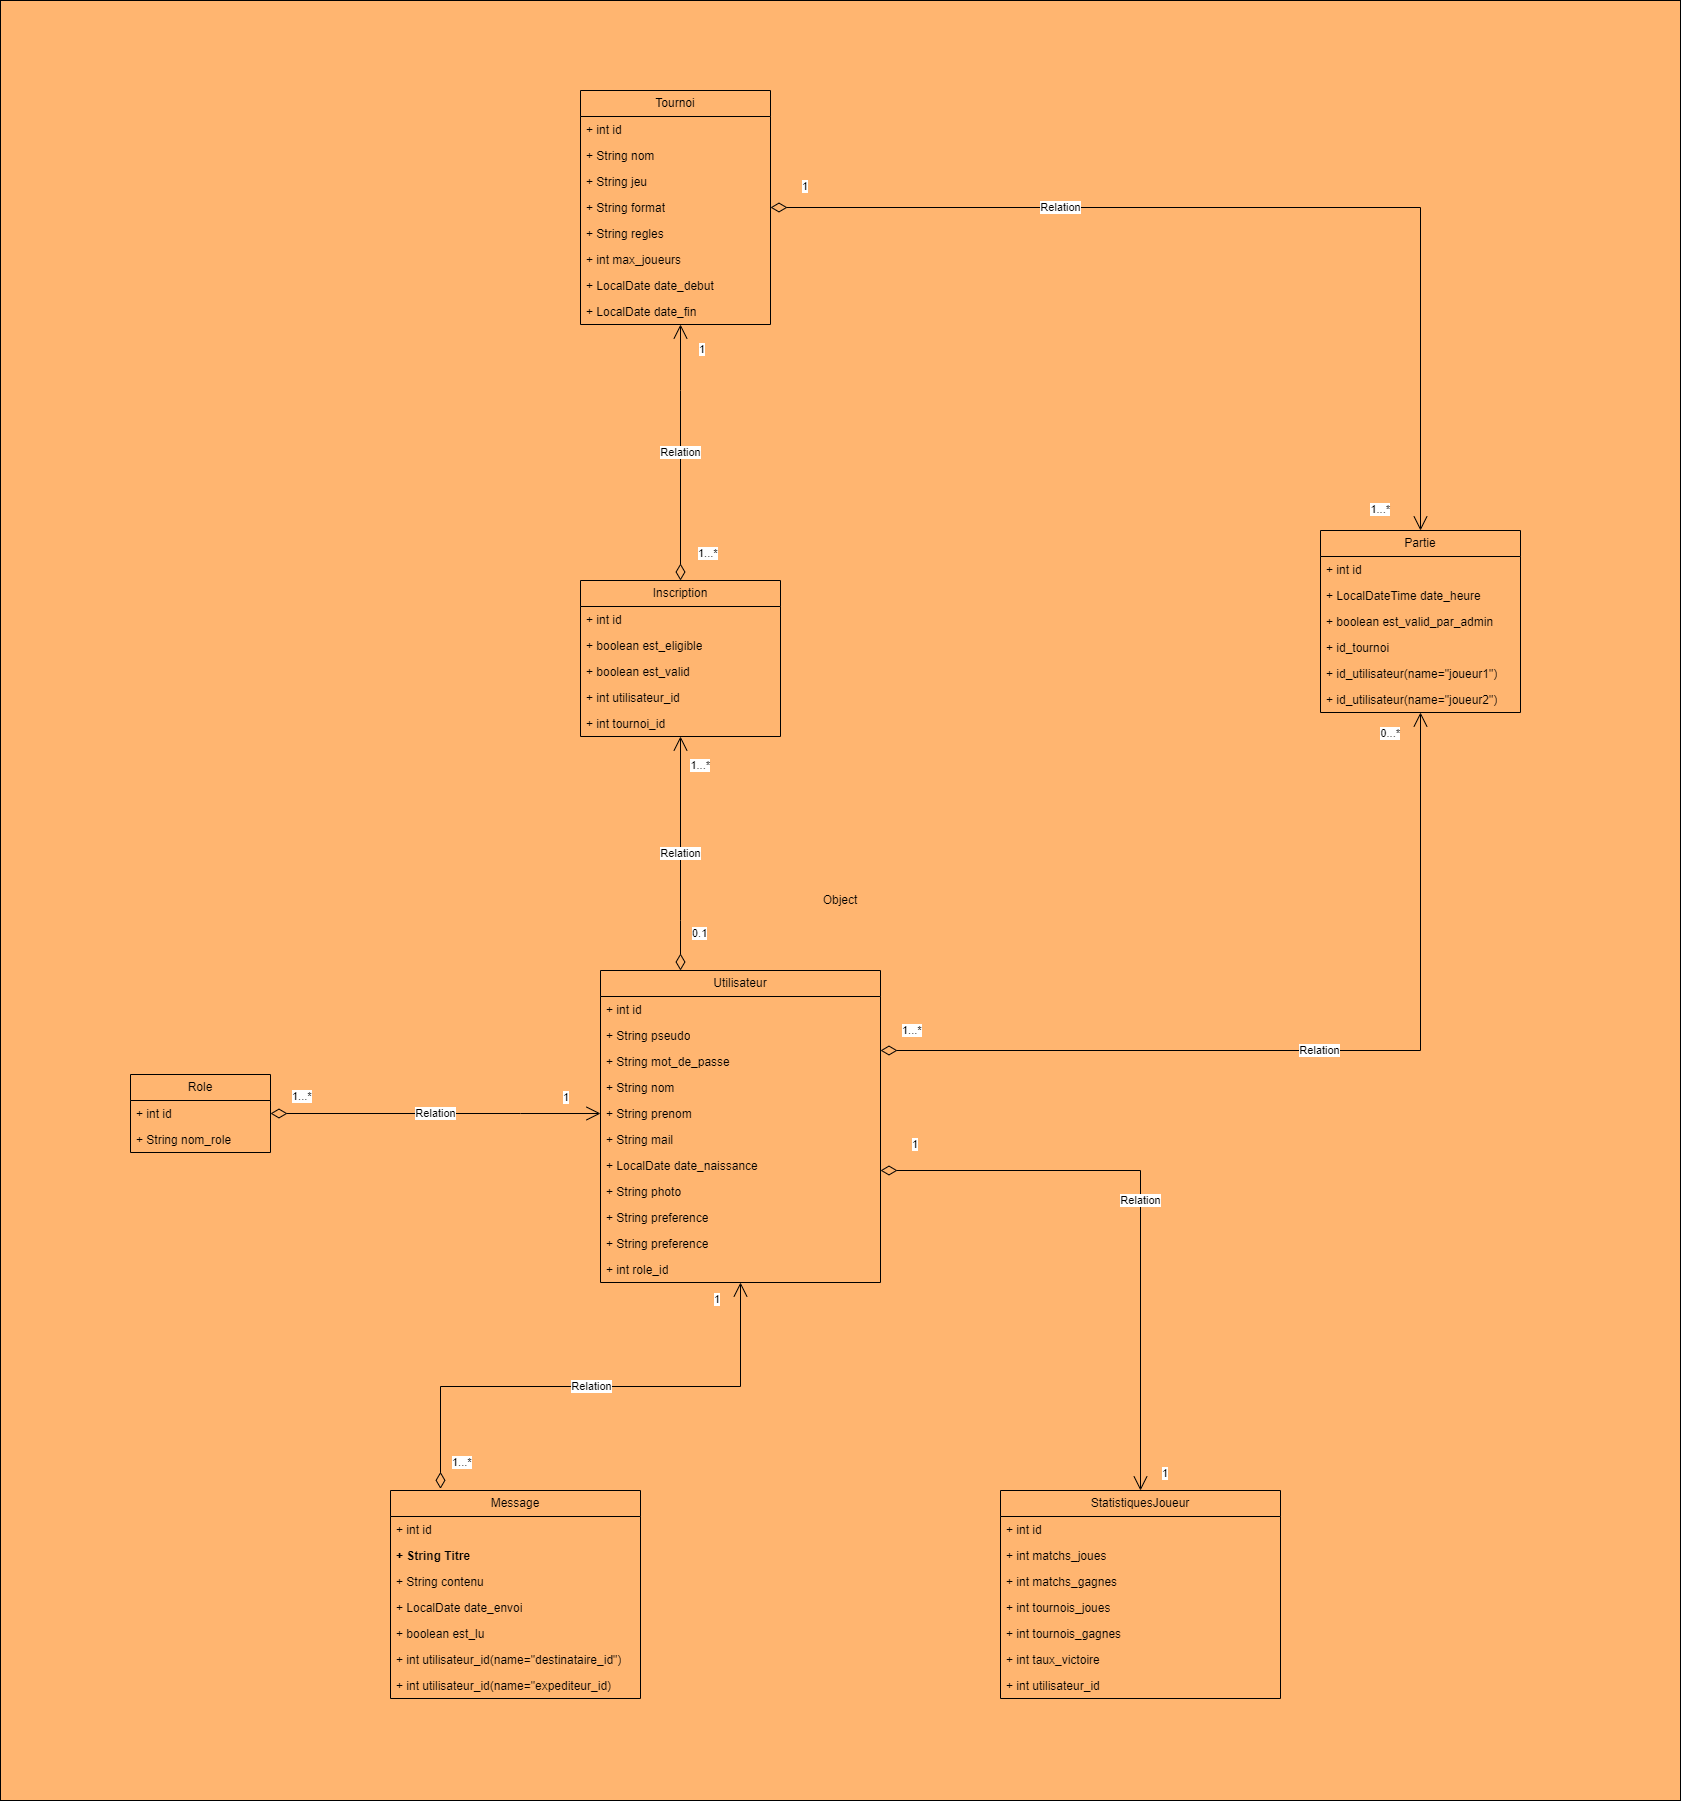 Tournoi
+ int id
+ String nom
+ String jeu
+ String format
+ String regles
+ int max_joueurs
+ LocalDate date_debut
+ LocalDate date_fin
1
Relation
1...*
1
Relation
1...*
Partie
+ int id
+ LocalDateTime date_heure
+ boolean est_valid_par_admin
+ id_tournoi
+ id_utilisateur(name="joueur1")
+ id_utilisateur(name="joueur2")
0...*
Inscription
+ int id
+ boolean est_eligible
+ boolean est_valid
+ int utilisateur_id
+ int tournoi_id
1...*
Relation
Object
0.1
Utilisateur
+ int id
+ String pseudo
+ String mot_de_passe
+ String nom
+ String prenom
+ String mail
+ LocalDate date_naissance
+ String photo
+ String preference
+ String preference
+ int role_id
1...*
Relation
Role
+ int id
+ String nom_role
1...*
Relation
1
1
Relation
1
1
Relation
1...*
Message
+ int id
+ String Titre
+ String contenu
+ LocalDate date_envoi
+ boolean est_lu
+ int utilisateur_id(name="destinataire_id")
+ int utilisateur_id(name="expediteur_id)
StatistiquesJoueur
+ int id
+ int matchs_joues
+ int matchs_gagnes
+ int tournois_joues
+ int tournois_gagnes
+ int taux_victoire
+ int utilisateur_id